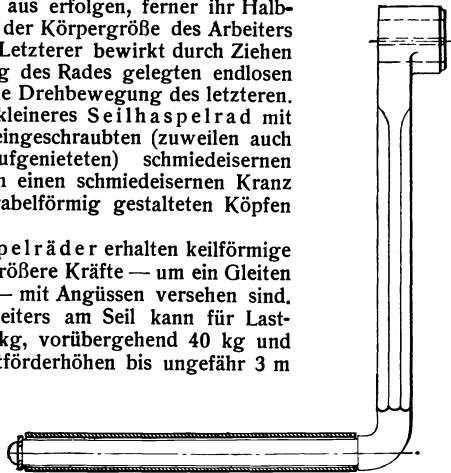 aus erfolgen, ferner ihr Halb-
der Körpergröße des Arbeiters
Letzterer bewirkt durch Ziehen
g des Rades gelegten endlosen
e Drehbewegung des letzteren.
kleineres Seilhaspelrad mit
eingeschraubten (zuweilen auch
ufgenieteten) schmiedeisernen
n einen schmiedeisernen Kranz
abelförmig gestalteten Köpfen
pelräder erhalten keilförmige
rößere Kräfte — um ein Gleiten
— mit Angüssen versehen sind.
eiters am Seil kann für Last-
kg, vorübergehend 40 kg und
tförderhöhen bis ungefähr 3 m